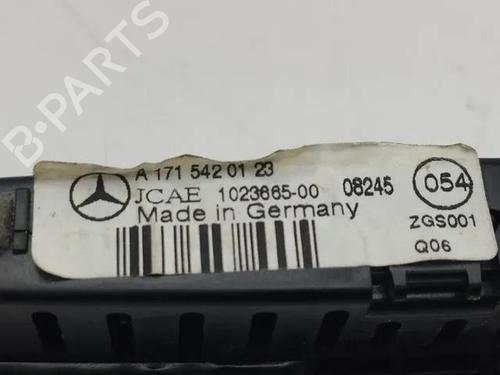 B-PARTS
A 171 542 01 23
JCAE 1023665-00 08245 054
Made in Germany
ZGS001
Q06